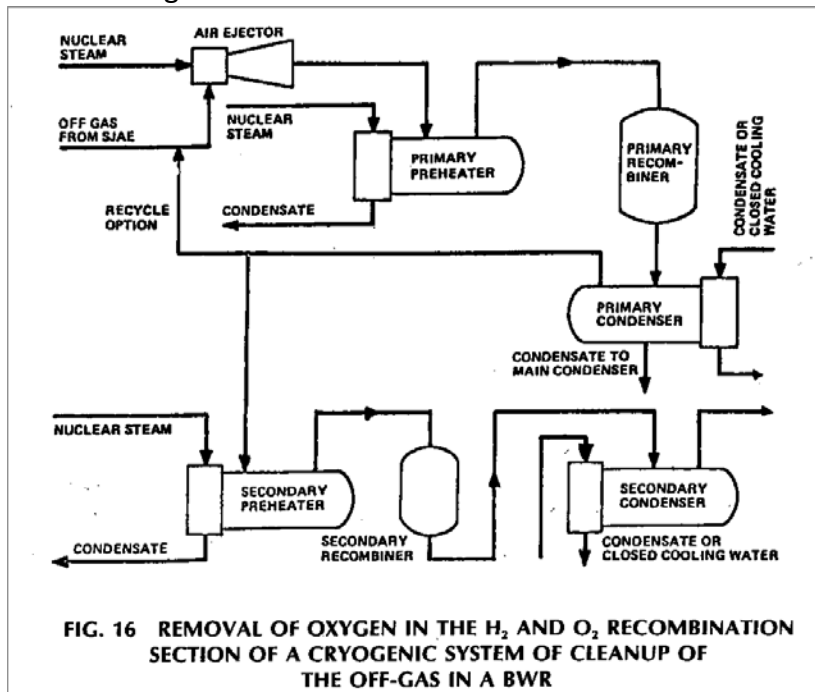 AIR EJECTOR
NUCLEAR
STEAM
OFF GAS
FROM SJAE
NUCLEAR
STEAM
PRIMARY
PREHEATER
PRIMARY
RECOM-
BINER
CONDENSATE OR
CLOSED COOLING
WATER
RECYCLE
OPTION
CONDENSATE
PRIMARY
CONDENSER
CONDENSATE TO
MAIN CONDENSER
NUCLEAR STEAM
SECONDARY
PREHEATER
SECONDARY
RECOMBINER
SECONDARY
CONDENSER
CONDENSATE
CONDENSATE OR
CLOSED COOLING WATER
FIG. 16 REMOVAL OF OXYGEN IN THE H₂ AND O₂ RECOMBINATION
SECTION OF A CRYOGENIC SYSTEM OF CLEANUP OF
THE OFF-GAS IN A BWR